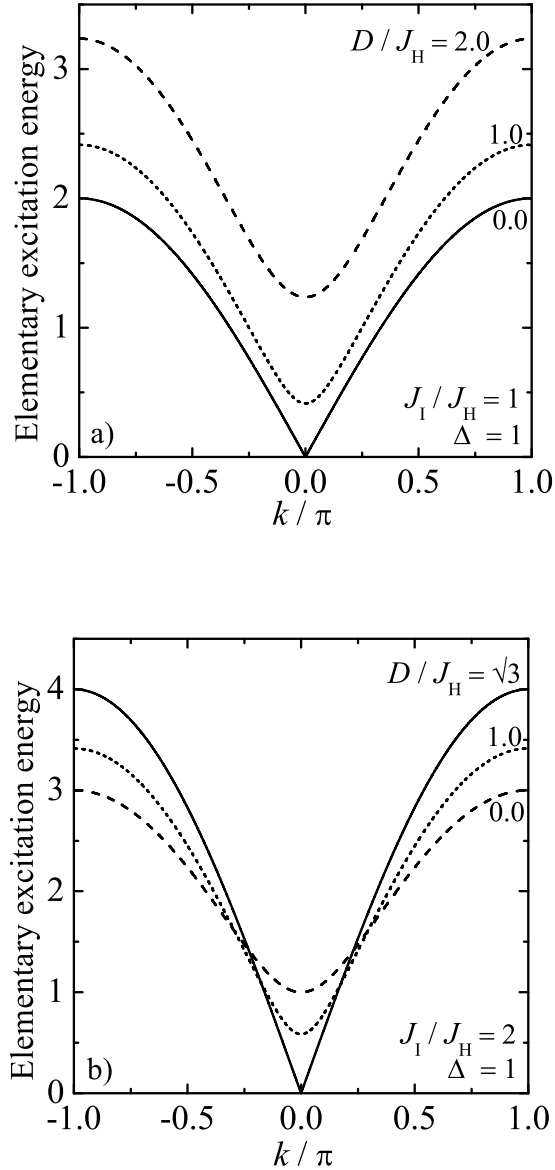 3
2
1
0
Elementary excitation energy
D / J_H = 2.0
1.0
0.0
J_I / J_H = 1
Δ = 1
a)
-1.0 -0.5 0.0 0.5 1.0
k / π
4
3
2
1
0
Elementary excitation energy
D / J_H = √3
1.0
0.0
J_I / J_H = 2
Δ = 1
b)
-1.0 -0.5 0.0 0.5 1.0
k / π